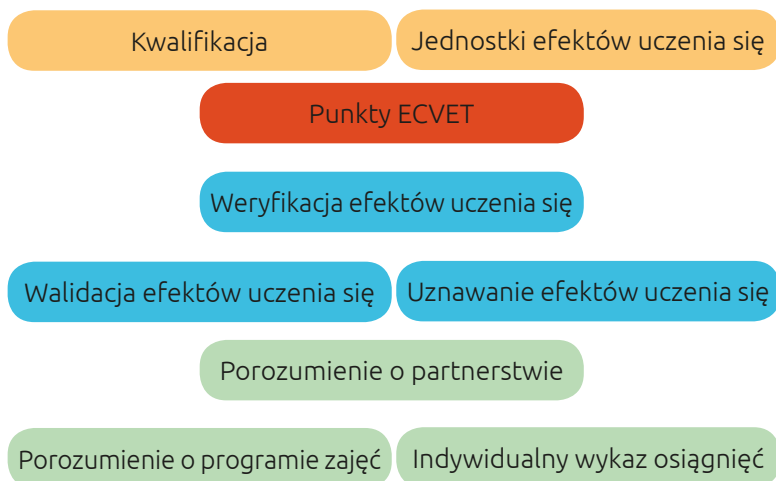 Kwalifikacja
Jednostki efektów uczenia się
Punkty ECVET
Weryfikacja efektów uczenia się
Walidacja efektów uczenia się
Uznawanie efektów uczenia się
Porozumienie o partnerstwie
Porozumienie o programie zajęć
Indywidualny wykaz osiągnięć